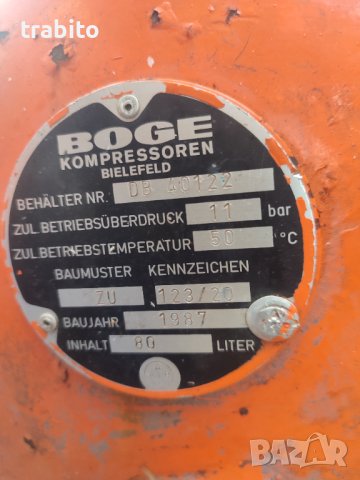 trabito
BOGE
KOMPRESSOREN
BIELEFELD
BEHÄLTER NR. DB 40122
ZUL. BETRIEBSÜBERDRUCK 11 bar
ZUL. BETRIEBSTEMPERATUR 50 °C
BAUMUSTER KENNZEICHEN
ZU 123/20
BAUJAHR 1987
INHALT 80 LITER
BAZAR